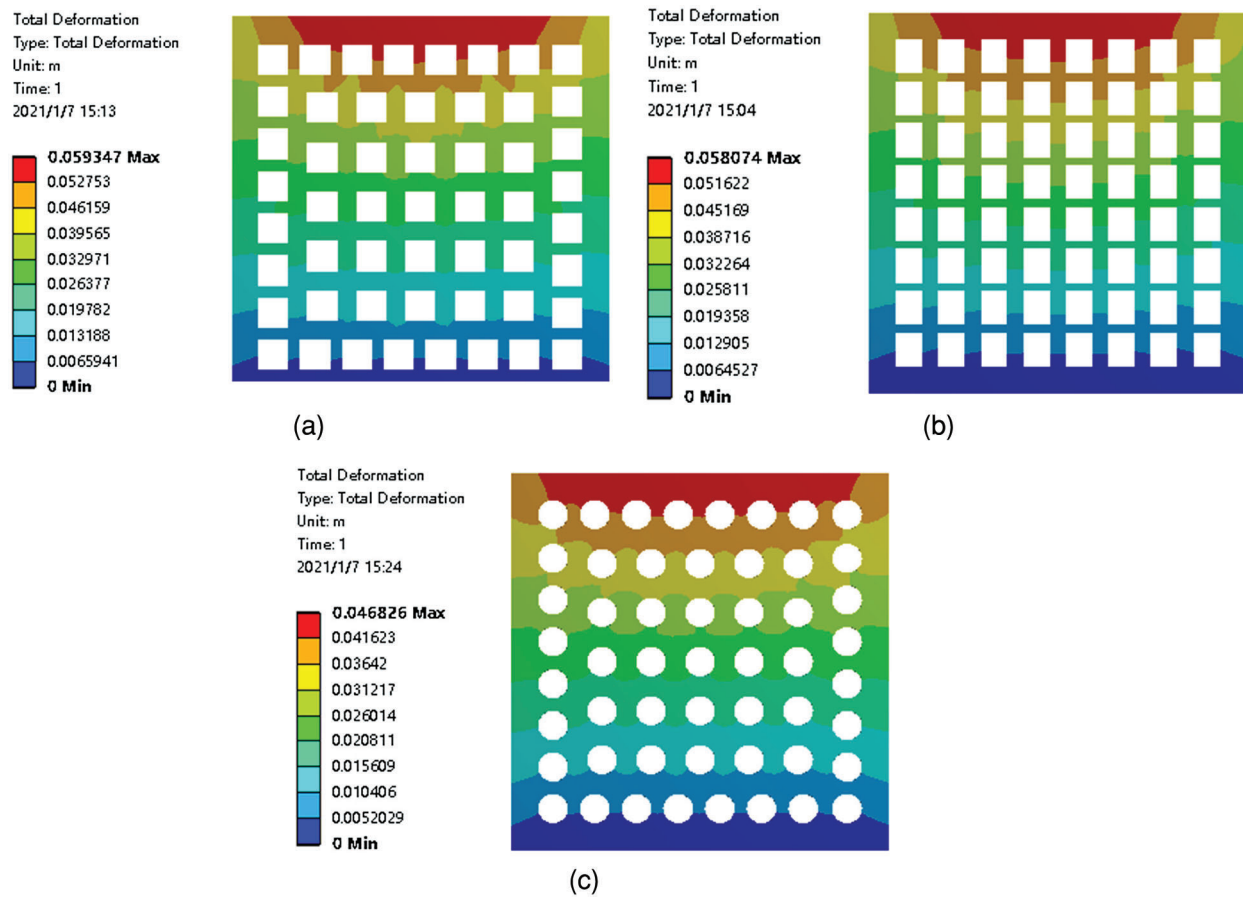 Total Deformation
Type: Total Deformation
Unit: m
Time: 1
2021/1/7 15:13
0.059347 Max
0.052753
0.046159
0.039565
0.032971
0.026377
0.019782
0.013188
0.0065941
0 Min
(a)
Total Deformation
Type: Total Deformation
Unit: m
Time: 1
2021/1/7 15:04
0.058074 Max
0.051622
0.045169
0.038716
0.032264
0.025811
0.019358
0.012905
0.0064527
0 Min
(b)
Total Deformation
Type: Total Deformation
Unit: m
Time: 1
2021/1/7 15:24
0.046826 Max
0.041623
0.03642
0.031217
0.026014
0.020811
0.015609
0.010406
0.0052029
0 Min
(c)